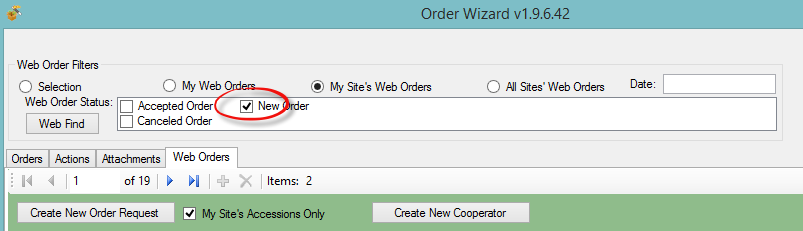 Order Wizard v1.9.6.42
Web Order Filters
Selection My Web Orders My Site's Web Orders All Sites' Web Orders Date:
Web Order Status: Accepted Order New Order
Web Find Canceled Order
Orders Actions Attachments Web Orders
1 of 19 Items: 2
Create New Order Request My Site's Accessions Only Create New Cooperator